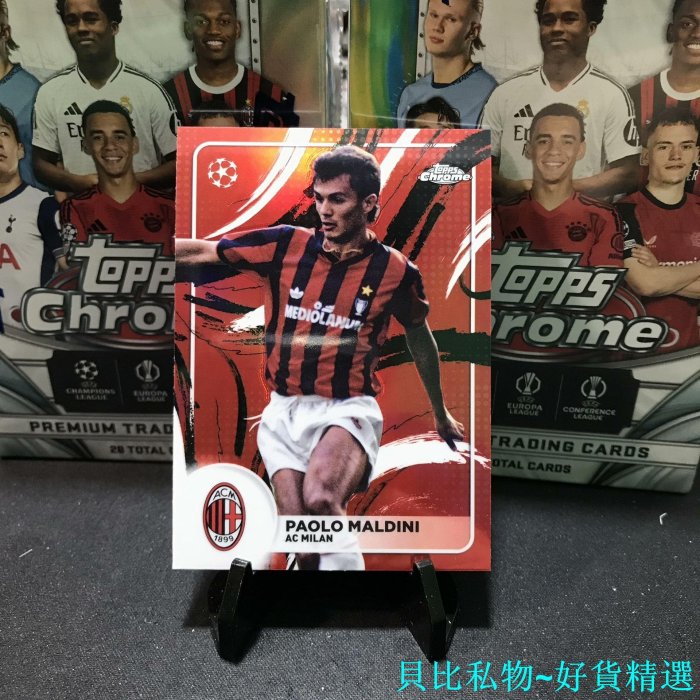 Topps
Chrome
CHAMPIONS
LEAGUE
EUROPA
LEAGUE
PREMIUM TRAD
Topps
Chrome
MEDIOLANUM
ACM
1899
PAOLO MALDINI
AC MILAN
TOPPS
rome
EUROPA
LEAGUE
CONFERENCE
LEAGUE
TRADING CARDS
TOTAL CARDS
貝比私物~好貨精選